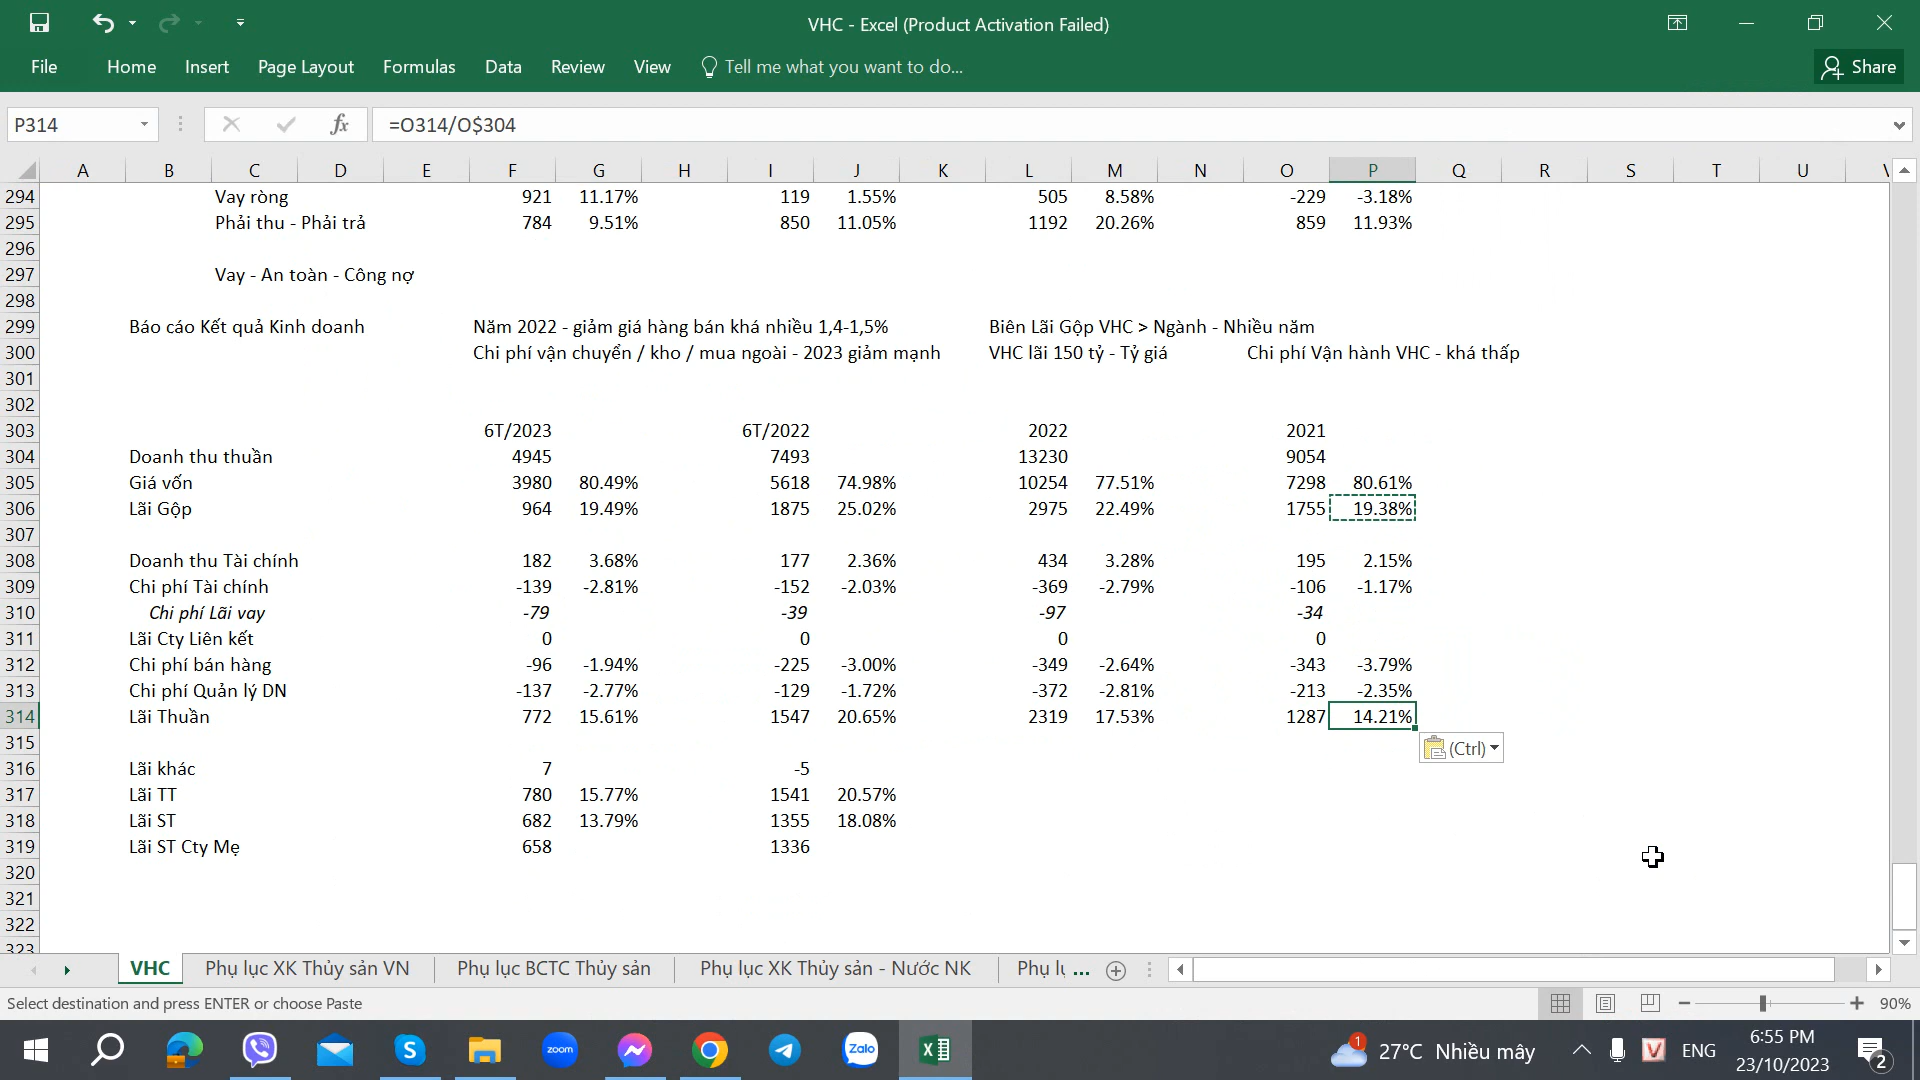 VHC - Excel (Product Activation Failed)
File Home Insert Page Layout Formulas Data Review View Tell me what you want to do... Share
P314 fx =O314/O$304
A B C D E F G H I J K L M N O P Q R S T U
294 Vay ròng 921 11.17% 119 1.55% 505 8.58% -229 -3.18%
295 Phải thu - Phải trả 784 9.51% 850 11.05% 1192 20.26% 859 11.93%
296
297 Vay - An toàn - Công nợ
298
299 Báo cáo Kết quả Kinh doanh Năm 2022 - giảm giá hàng bán khá nhiều 1,4-1,5% Biên Lãi Gộp VHC > Ngành - Nhiều năm
300 Chi phí vận chuyển / kho / mua ngoài - 2023 giảm mạnh VHC lãi 150 tỷ - Tỷ giá Chi phí Vận hành VHC - khá thấp
301
302
303 6T/2023 6T/2022 2022 2021
304 Doanh thu thuần 4945 7493 13230 9054
305 Giá vốn 3980 80.49% 5618 74.98% 10254 77.51% 7298 80.61%
306 Lãi Gộp 964 19.49% 1875 25.02% 2975 22.49% 1755 19.38%
307
308 Doanh thu Tài chính 182 3.68% 177 2.36% 434 3.28% 195 2.15%
309 Chi phí Tài chính -139 -2.81% -152 -2.03% -369 -2.79% -106 -1.17%
310 Chi phí Lãi vay -79 -39 -97 -34
311 Lãi Cty Liên kết 0 0 0 0
312 Chi phí bán hàng -96 -1.94% -225 -3.00% -349 -2.64% -343 -3.79%
313 Chi phí Quản lý DN -137 -2.77% -129 -1.72% -372 -2.81% -213 -2.35%
314 Lãi Thuần 772 15.61% 1547 20.65% 2319 17.53% 1287 14.21%
315 (Ctrl)
316 Lãi khác 7 -5
317 Lãi TT 780 15.77% 1541 20.57%
318 Lãi ST 682 13.79% 1355 18.08%
319 Lãi ST Cty Mẹ 658 1336
320
321
322
323
VHC Phụ lục XK Thủy sản VN Phụ lục BCTC Thủy sản Phụ lục XK Thủy sản - Nước NK Phụ lụ ...
Select destination and press ENTER or choose Paste 90%
zoom Zalo 1 27°C Nhiều mây ENG 6:55 PM
23/10/2023 2